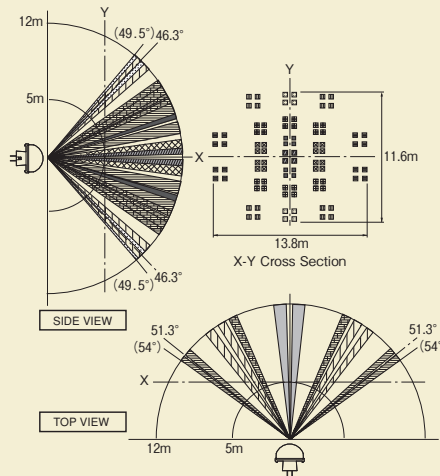 12m
Y
(49.5°)
46.3°
5m
X
46.3°
(49.5°)
SIDE VIEW
Y
X
11.6m
13.8m
X-Y Cross Section
51.3°
(54°)
51.3°
(54°
X
TOP VIEW
12m
5m